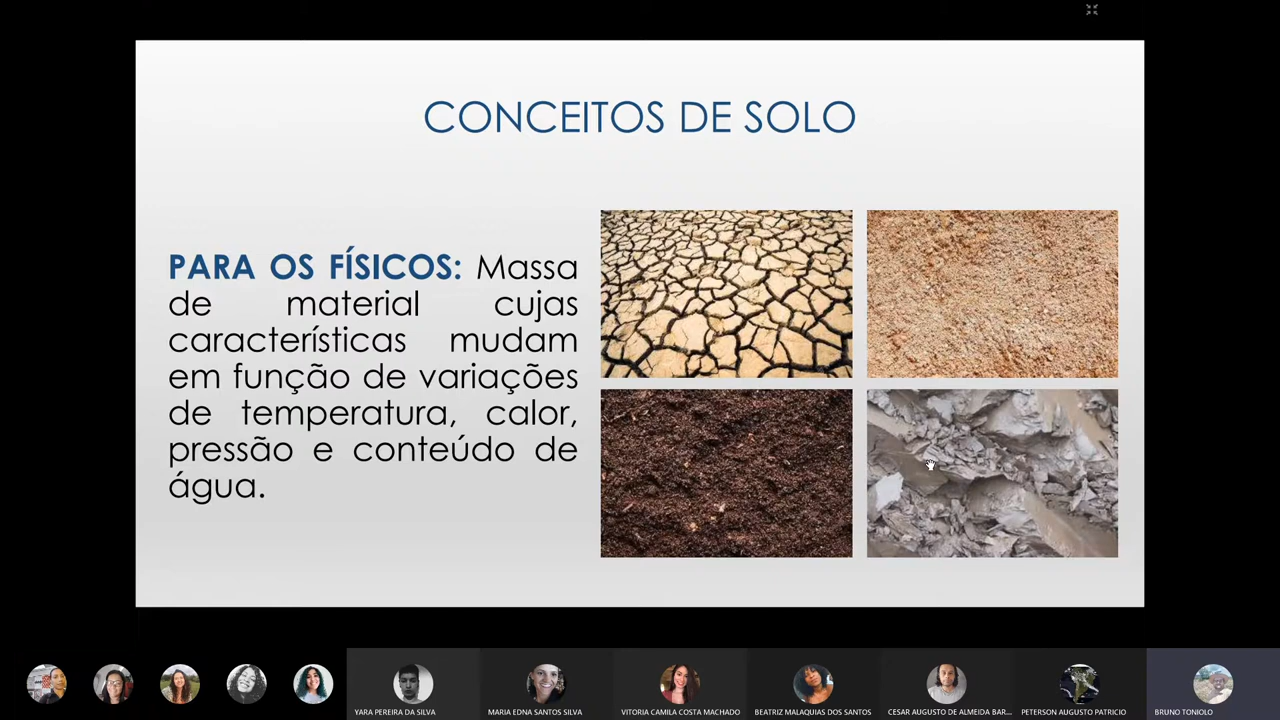 CONCEITOS DE SOLO
PARA OS FÍSICOS: Massa
de material cujas
características mudam
em função de variações
de temperatura, calor,
pressão e conteúdo de
água.
YARA PEREIRA DA SILVA
MARIA EDNA SANTOS SILVA
VITORIA CAMILA COSTA MACHADO
BEATRIZ MALAQUIAS DOS SANTOS
CESAR AUGUSTO DE ALMEIDA BAR...
PETERSON AUGUSTO PATRICIO
BRUNO TONIOLO